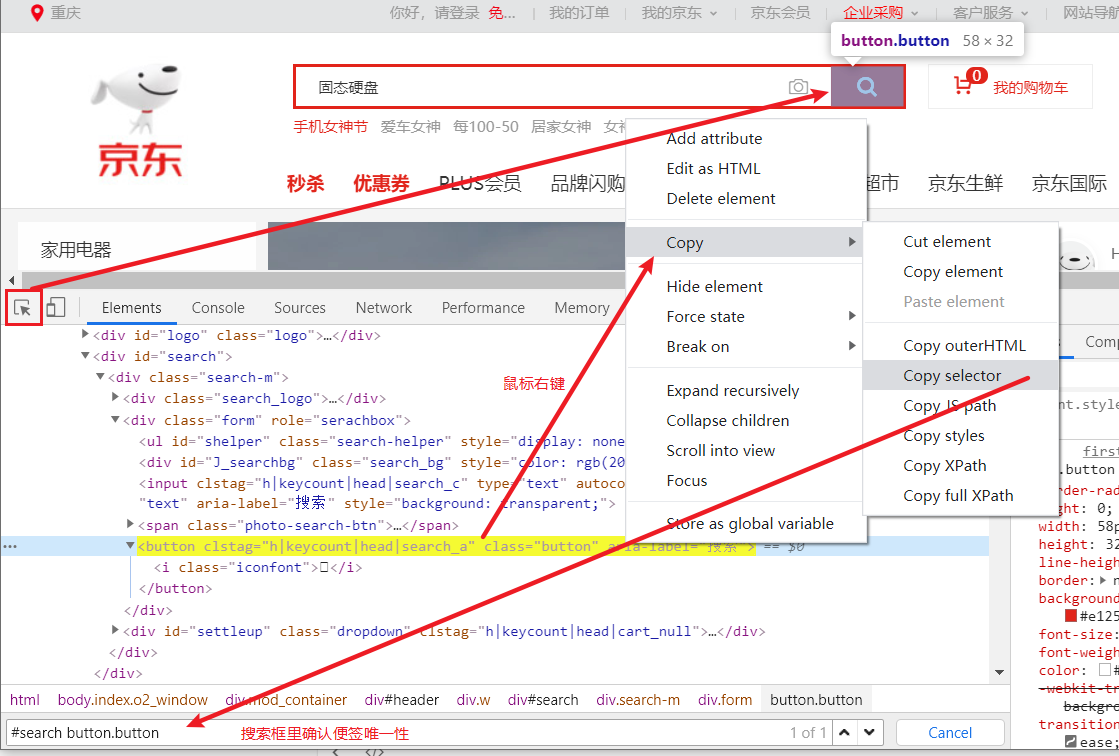 重庆 你好，请登录 免... 我的订单 我的京东 京东会员 企业采购 客户服务 网站导航
button.button 58 × 32
固态硬盘
0 我的购物车
手机女神节 爱车女神 每100-50 居家女神
京东
秒杀 优惠券 PLUS会员 品牌闪购 超市 京东生鲜 京东国际
家用电器
Add attribute
Edit as HTML
Delete element
Copy
Hide element
Force state
Break on
Expand recursively
Collapse children
Scroll into view
Focus
Store as global variable
Cut element
Copy element
Paste element
Copy outerHTML
Copy selector
Copy JS path
Copy styles
Copy XPath
Copy full XPath
Elements Console Sources Network Performance Memory
<div id="logo" class="logo">…</div>
<div id="search">
<div class="search-m">
<div class="search_logo">…</div>
<div class="form" role="serachbox">
<ul id="shelper" class="search-helper" style="display: none
<div id="J_searchbg" class="search_bg" style="color: rgb(20
<input clstag="h|keycount|head|search_c" type="text" autoco
"text" aria-label="搜索" style="background: transparent;">
<span class="photo-search-btn">…</span>
<button clstag="h|keycount|head|search_a" class="button" aria-label="搜索"> == $0
<i class="iconfont">▯</i>
</button>
</div>
<div id="settleup" class="dropdown" clstag="h|keycount|head|cart_null">…</div>
</div>
</div>
鼠标右键
html body.index.o2_window div.mod_container div#header div.w div#search div.search-m div.form button.button
#search button.button
搜索框里确认便签唯一性
1 of 1
Cancel
.button
width: 58p
height: 32
line-heigh
border:
background
#e125
font-size:
font-weigh
color:
-webkit-tr
backgro
transition
ease;